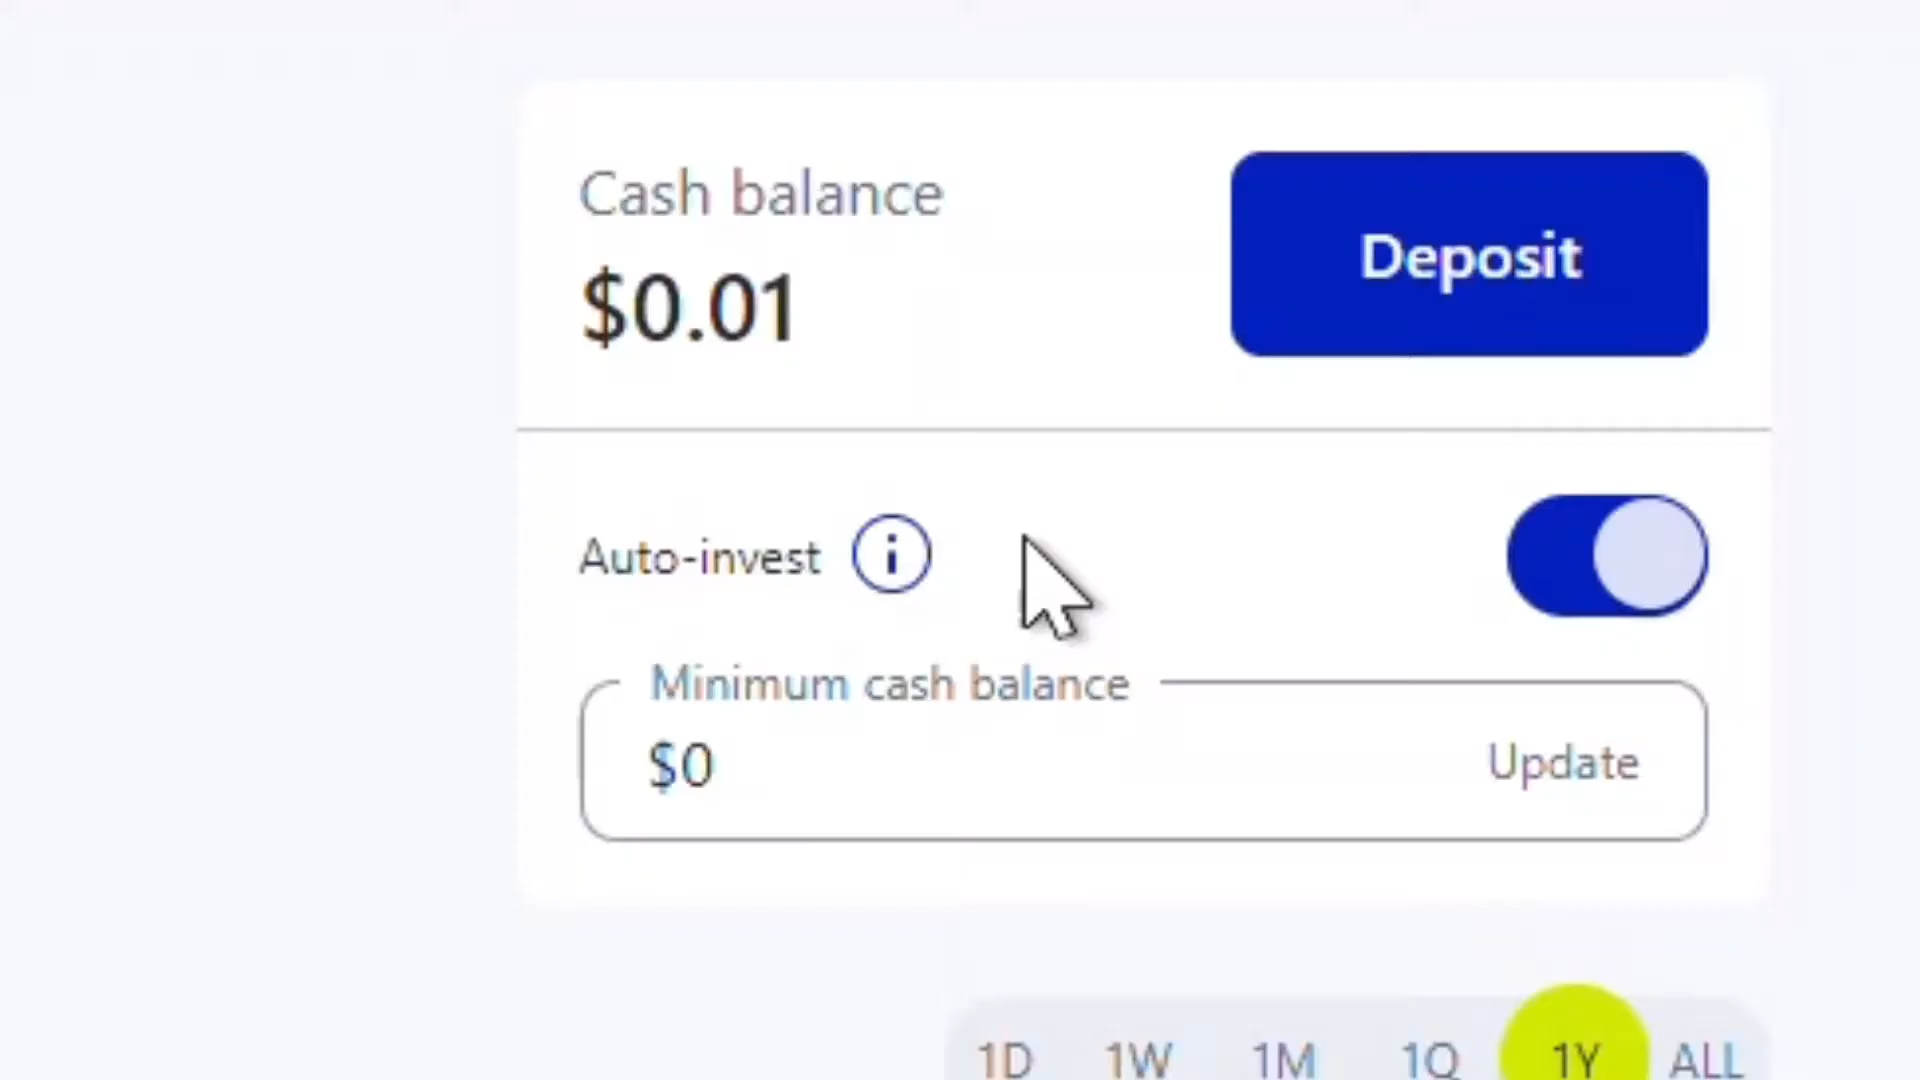 Cash balance
$0.01
Deposit
Auto-invest
Minimum cash balance
$0
Update
1D 1W 1M 1Q 1Y ALL